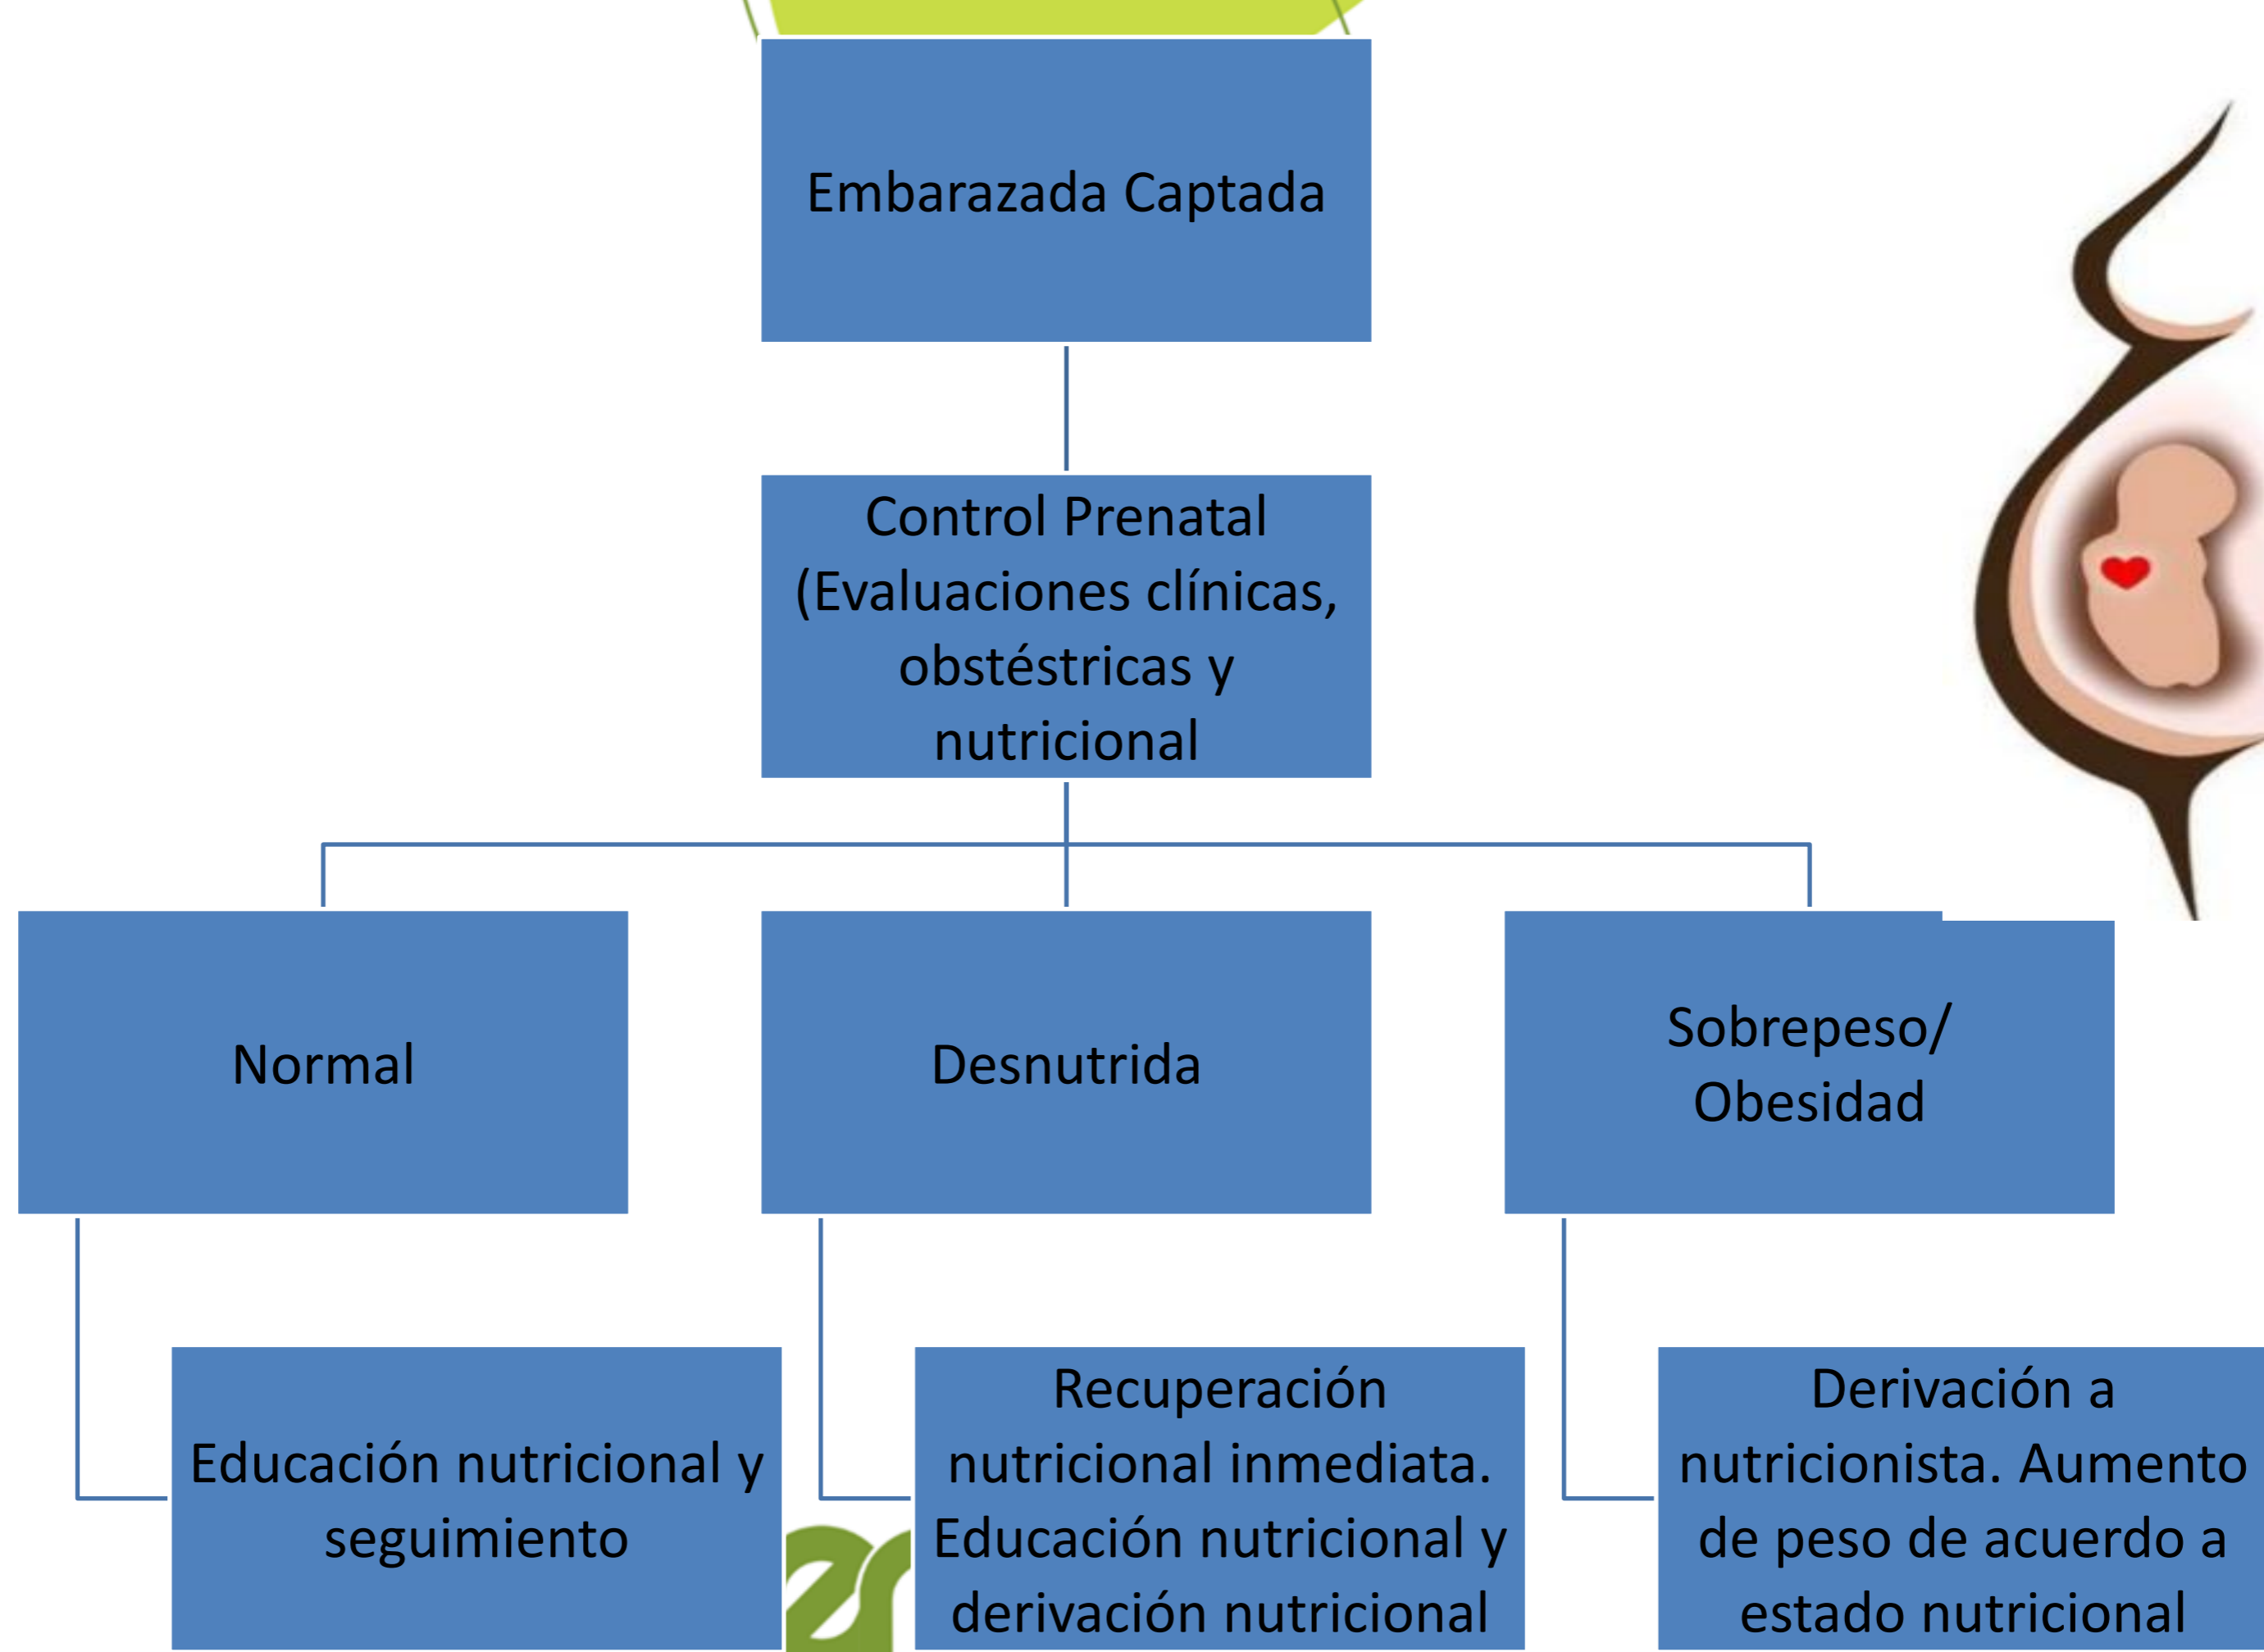 Embarazada Captada
Control Prenatal
(Evaluaciones clínicas,
obstéstricas y
nutricional
Normal
Desnutrida
Sobrepeso/
Obesidad
Educación nutricional y
seguimiento
Recuperación
nutricional inmediata.
Educación nutricional y
derivación nutricional
Derivación a
nutricionista. Aumento
de peso de acuerdo a
estado nutricional